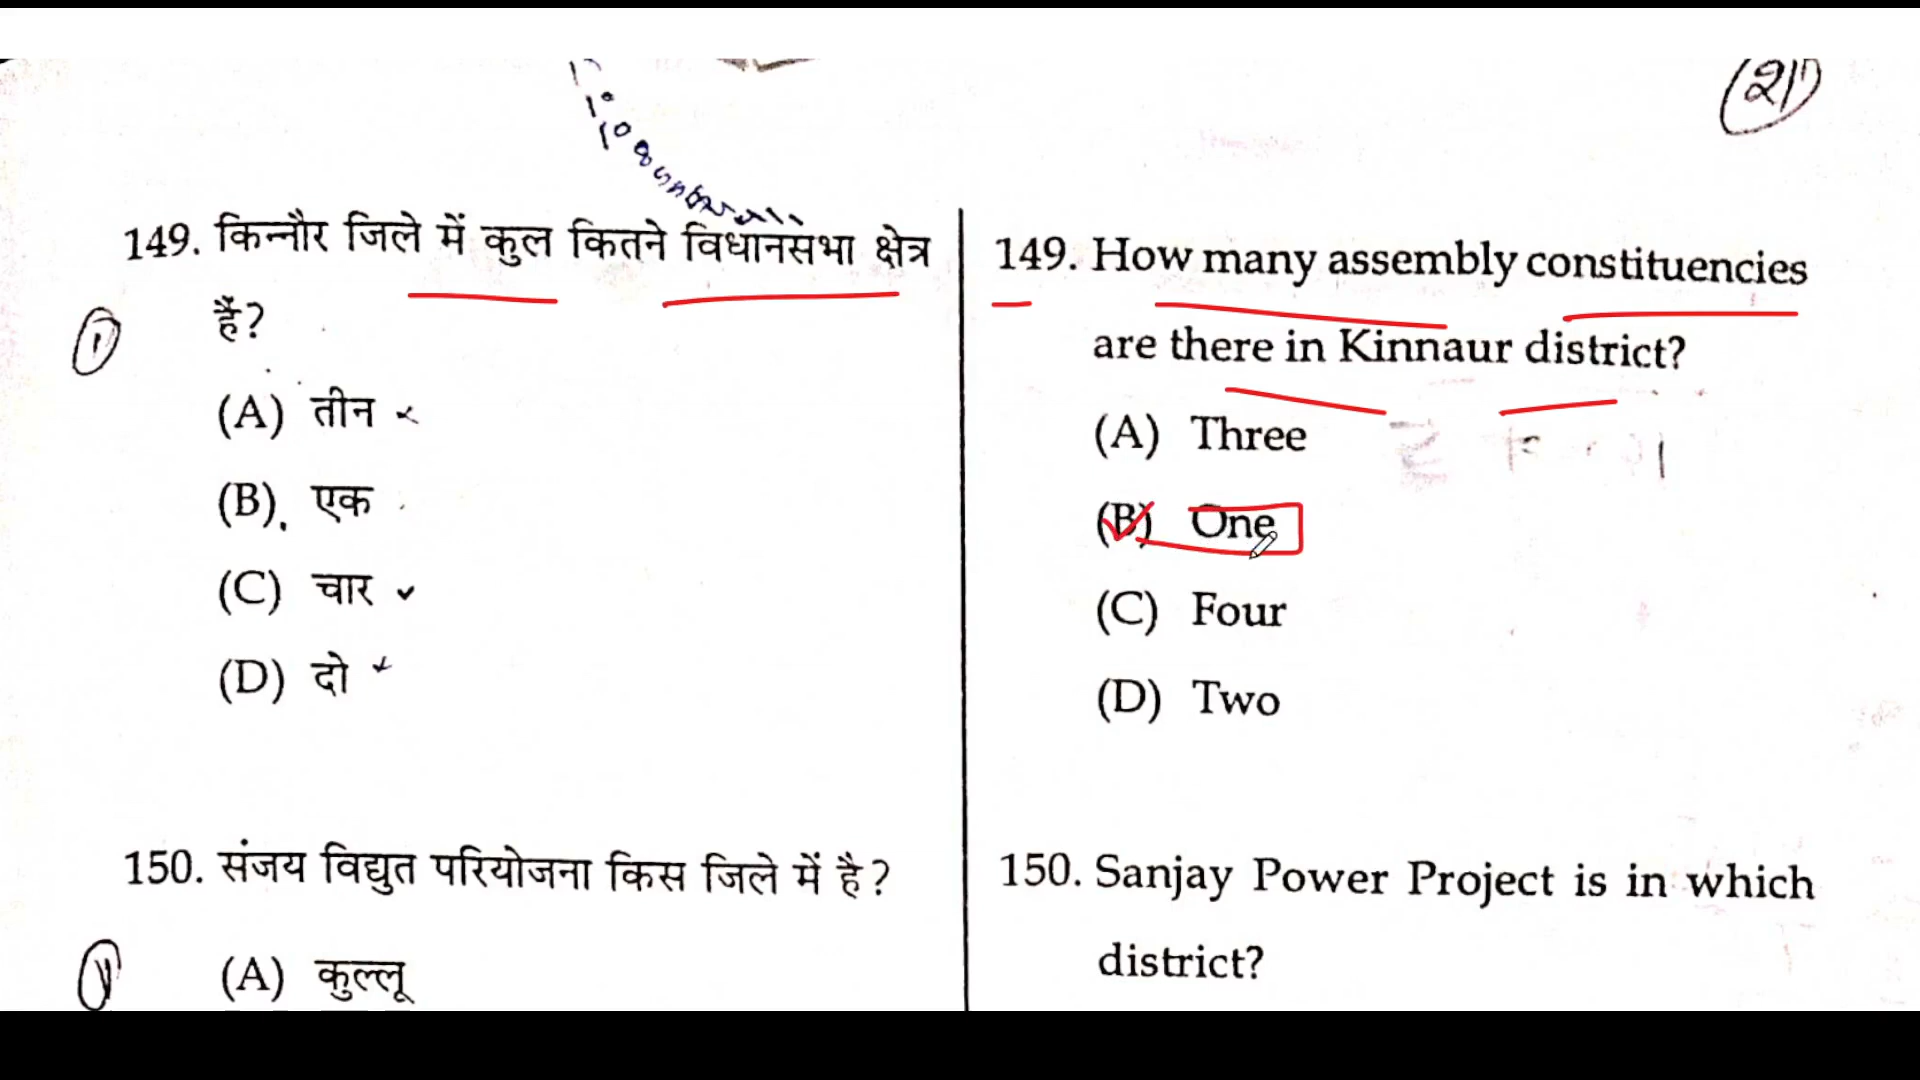 21
149. किन्नौर जिले में कुल कितने विधानसभा क्षेत्र
हैं?
(A) तीन
(B) एक
(C) चार
(D) दो
150. संजय विद्युत परियोजना किस जिले में है?
(A) कुल्लू
149. How many assembly constituencies
are there in Kinnaur district?
(A) Three
(B) One
(C) Four
(D) Two
150. Sanjay Power Project is in which
district?